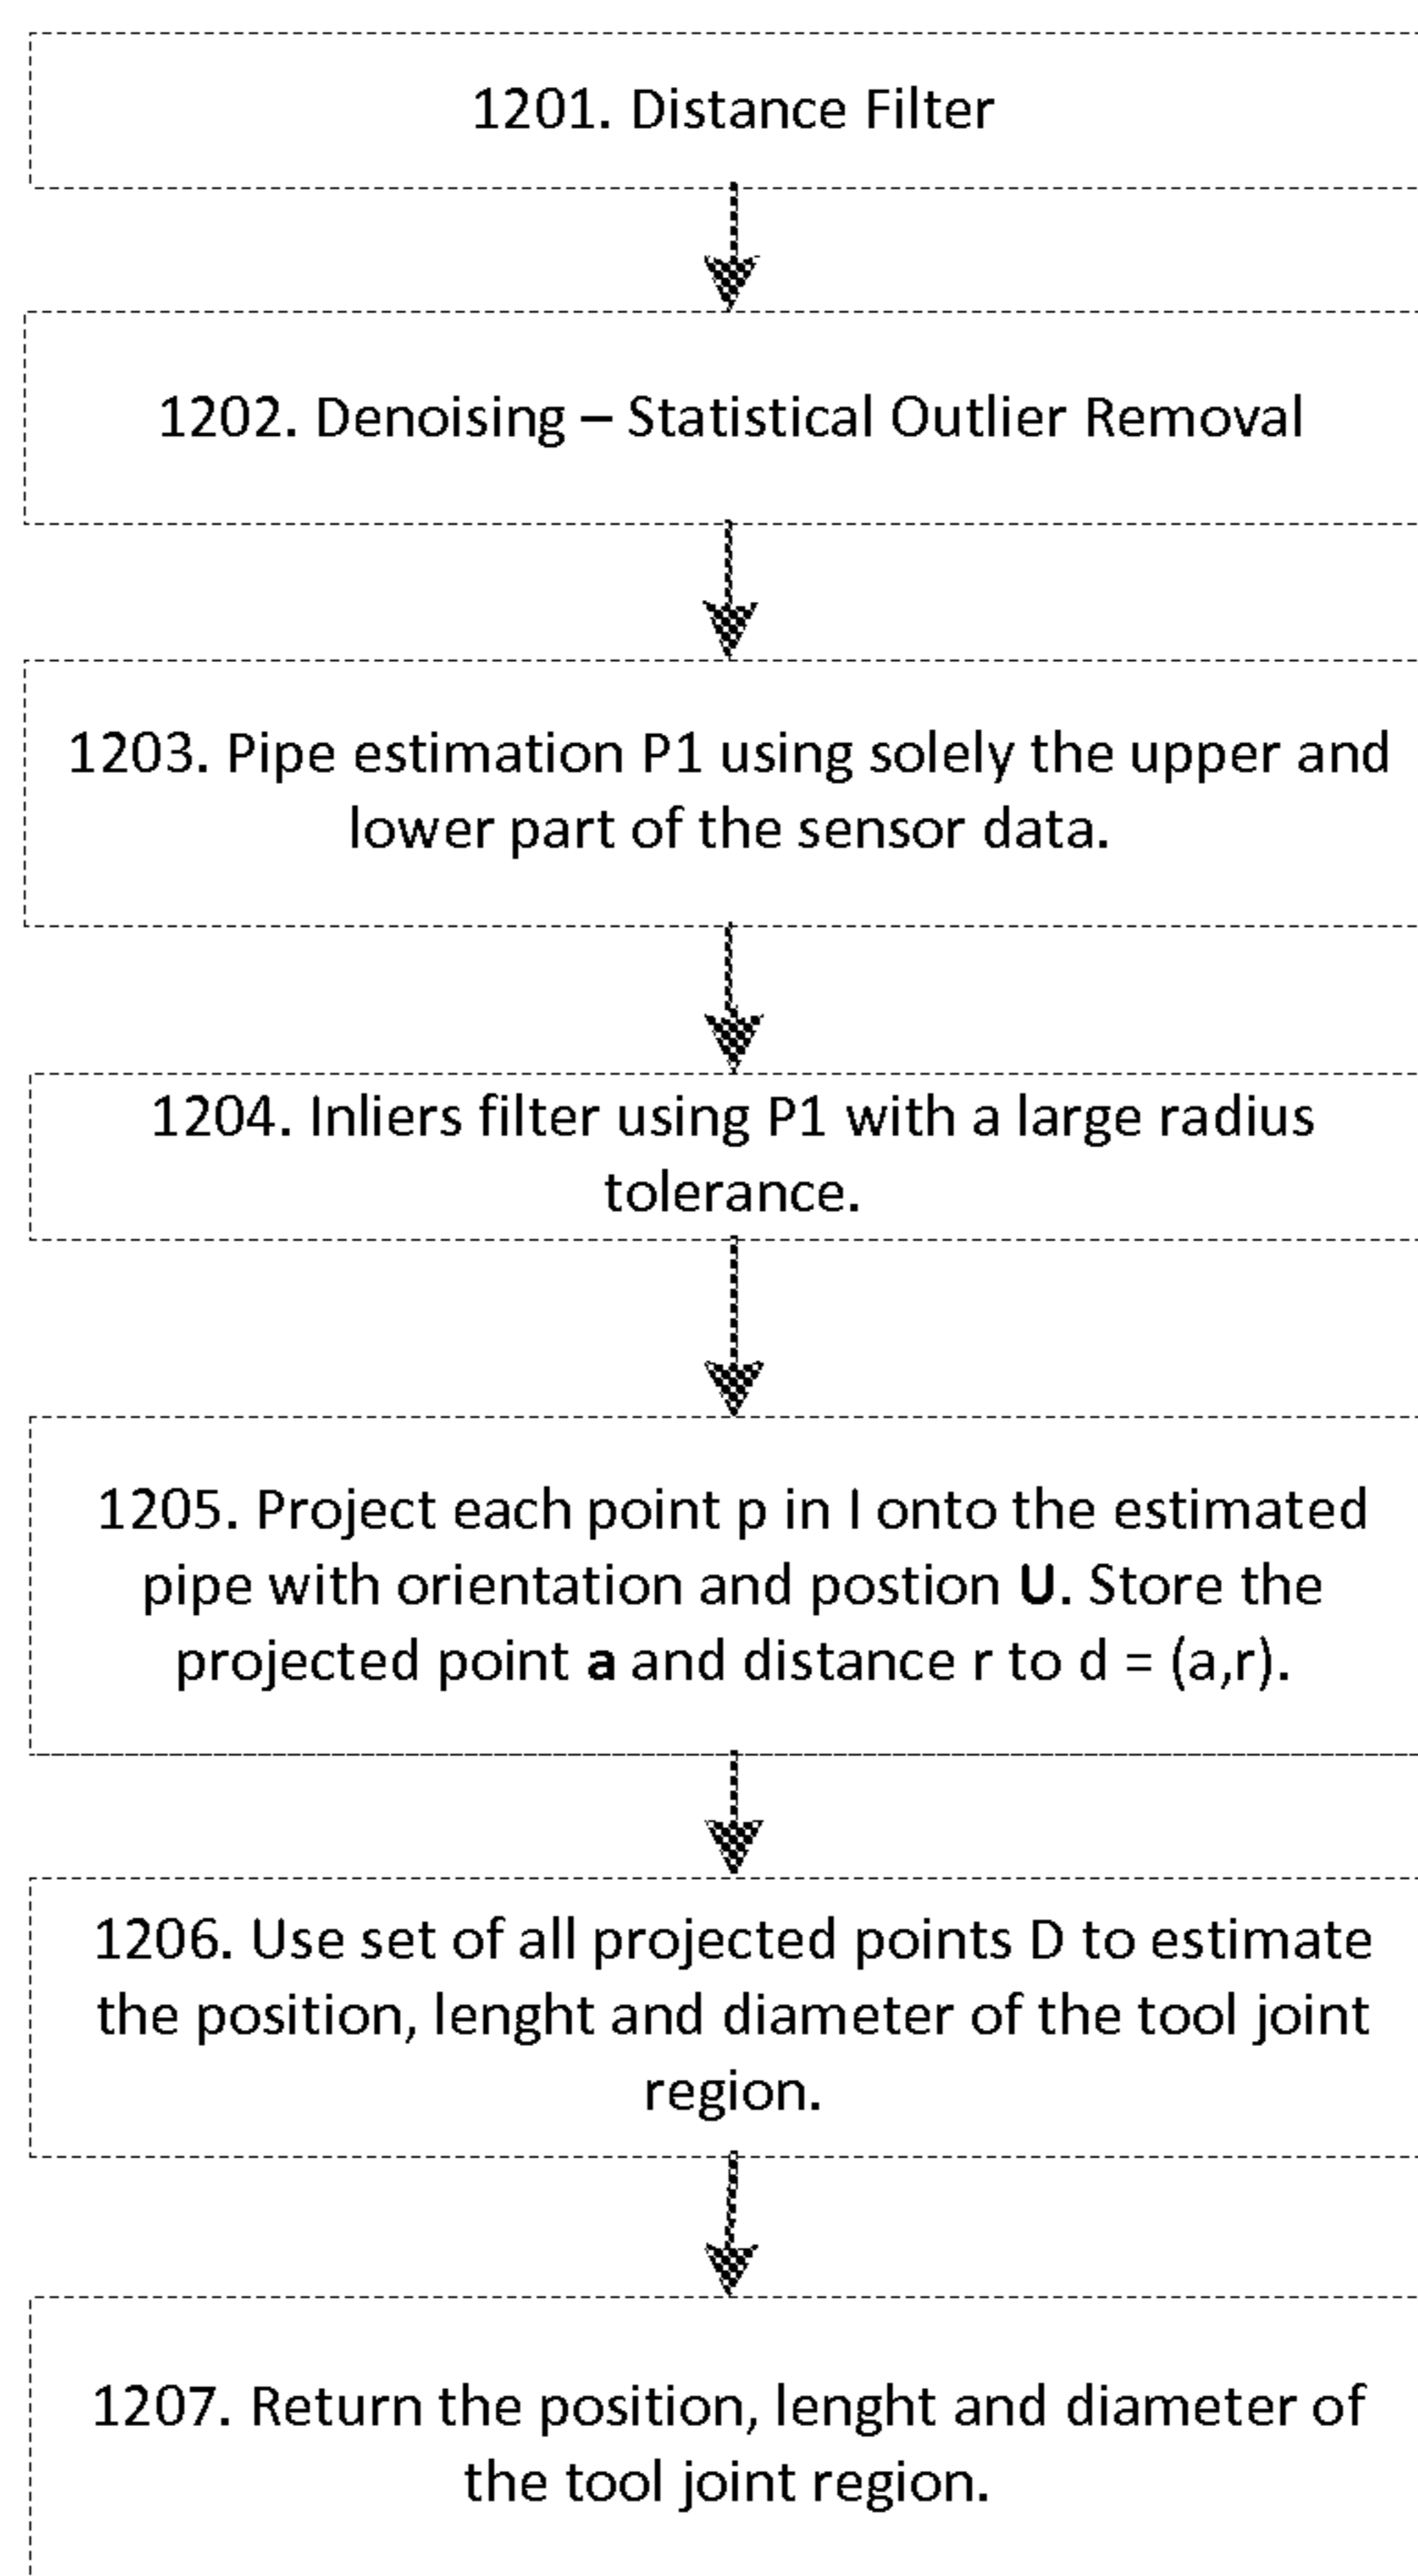 1201. Distance Filter
1202. Denoising – Statistical Outlier Removal
1203. Pipe estimation P1 using solely the upper and
lower part of the sensor data.
1204. Inliers filter using P1 with a large radius
tolerance.
1205. Project each point p in I onto the estimated
pipe with orientation and postion U. Store the
projected point a and distance r to d = (a,r).
1206. Use set of all projected points D to estimate
the position, lenght and diameter of the tool joint
region.
1207. Return the position, lenght and diameter of
the tool joint region.